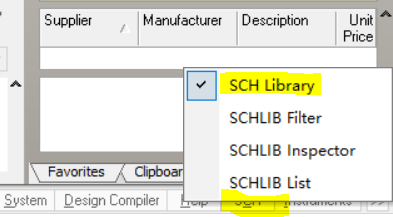 Supplier Manufacturer Description Unit
Price
SCH Library
SCHLIB Filter
SCHLIB Inspector
SCHLIB List
Favorites Clipboar
System Design Compiler Help SCH Instruments >>